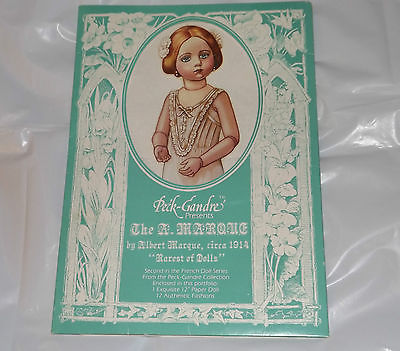 Peck-Gandre™
Presents
The A. MARQUE
by Albert Marque, circa 1914
"Rarest of Dolls"
Second in the French Doll Series
From the Peck-Gandre Collection
Enclosed in this portfolio:
1 Exquisite 12" Paper Doll
12 Authentic Fashions